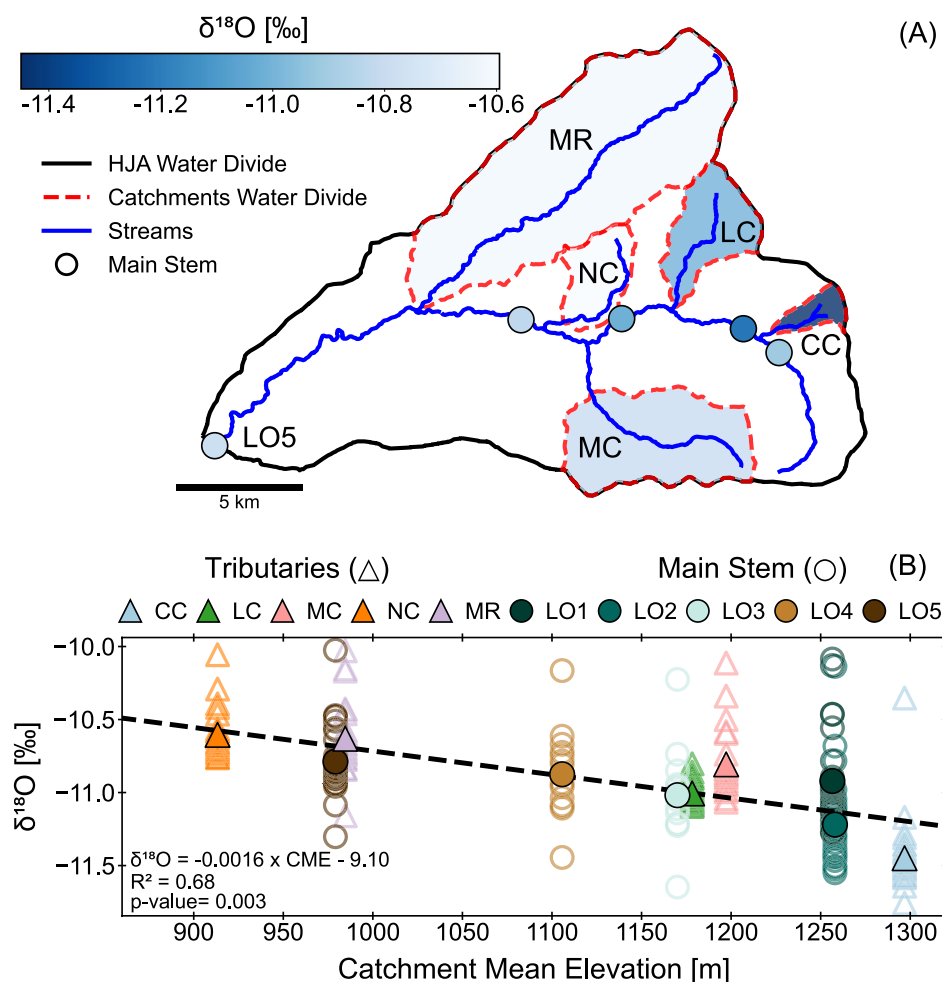 δ¹⁸O [‰]
(A)
-11.4 -11.2 -11.0 -10.8 -10.6
HJA Water Divide
Catchments Water Divide
Streams
Main Stem
MR
LC
NC
CC
LO5
MC
5 km
Tributaries (△) Main Stem (○) (B)
CC LC MC NC MR LO1 LO2 LO3 LO4 LO5
−10.0
−10.5
−11.0
−11.5
δ¹⁸O [‰]
δ¹⁸O = -0.0016 x CME - 9.10
R² = 0.68
p-value= 0.003
900 950 1000 1050 1100 1150 1200 1250 1300
Catchment Mean Elevation [m]